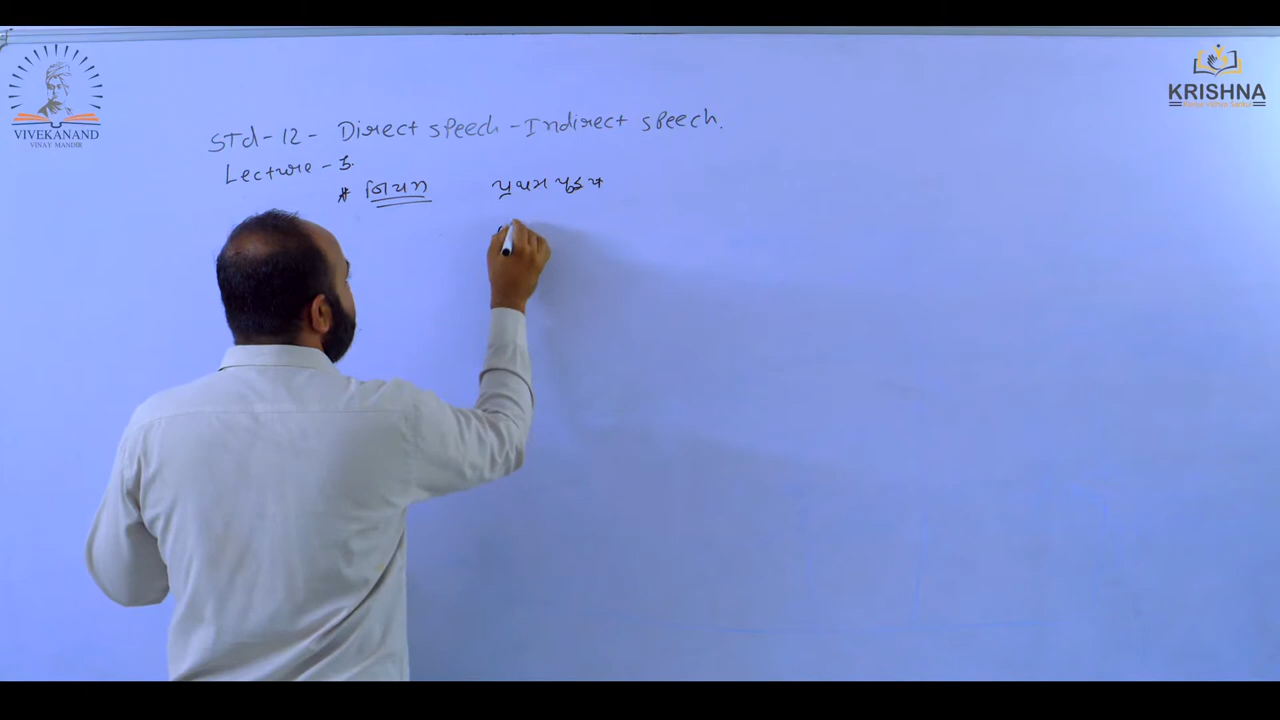 VIVEKANAND
VINAY MANDIR
KRISHNA
Std-12 - Direct speech - Indirect speech.
Lecture - 3.
* નિયમ પ્રથમ પુરુષ